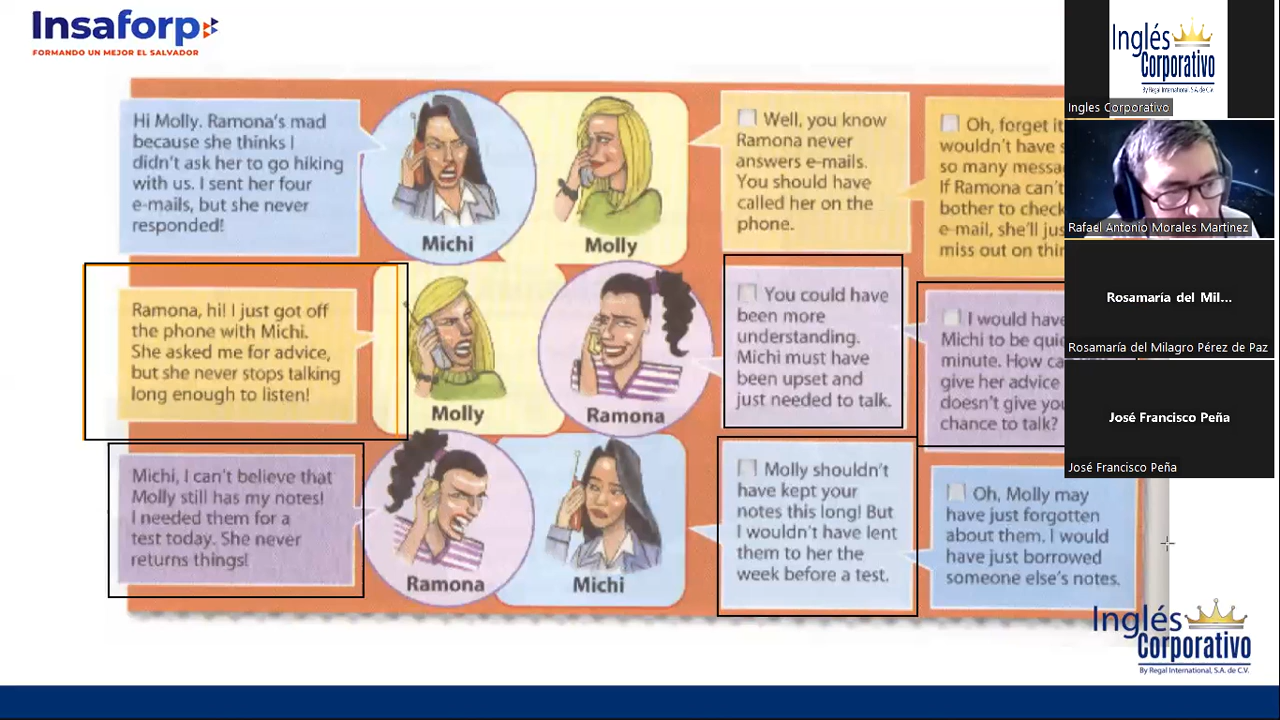 Insaforp
FORMANDO UN MEJOR EL SALVADOR
Hi Molly. Ramona's mad
because she thinks I
didn't ask her to go hiking
with us. I sent her four
e-mails, but she never
responded!
Michi
Molly
Well, you know
Ramona never
answers e-mails.
You should have
called her on the
phone.
Oh, forget it
wouldn't have
so many
If Ramona can't
bother to check
e-mail, she'll
miss out on
Ramona, hi! I just got off
the phone with Michi.
She asked me for advice,
but she never stops talking
long enough to listen!
Molly
Ramona
You could have
been more
understanding.
Michi must have
been upset and
just needed to talk.
I would have
Michi to be
minute. How
give her advice
doesn't give
chance to talk?
Michi, I can't believe that
Molly still has my notes!
I needed them for a
test today. She never
returns things!
Ramona
Michi
Molly shouldn't
have kept your
notes this long! But
I wouldn't have lent
them to her the
week before a test.
Oh, Molly may
have just forgotten
about them. I would
have just borrowed
someone else's notes.
Inglés
Corporativo
By Regal International, S.A. de C.V.
Ingles Corporativo
Rafael Antonio Morales Martinez
Rosamaría del Mil...
Rosamaría del Milagro Pérez de Paz
José Francisco Peña
José Francisco Peña
Inglés
Corporativo
By Regal International, S.A. de C.V.